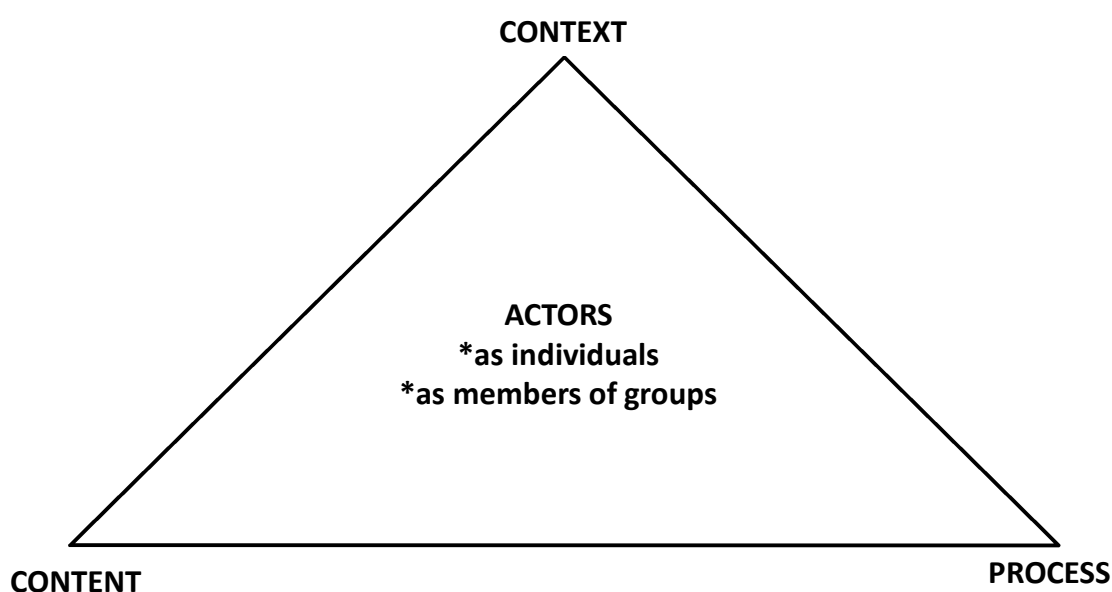 CONTEXT
ACTORS
*as individuals
*as members of groups
CONTENT
PROCESS